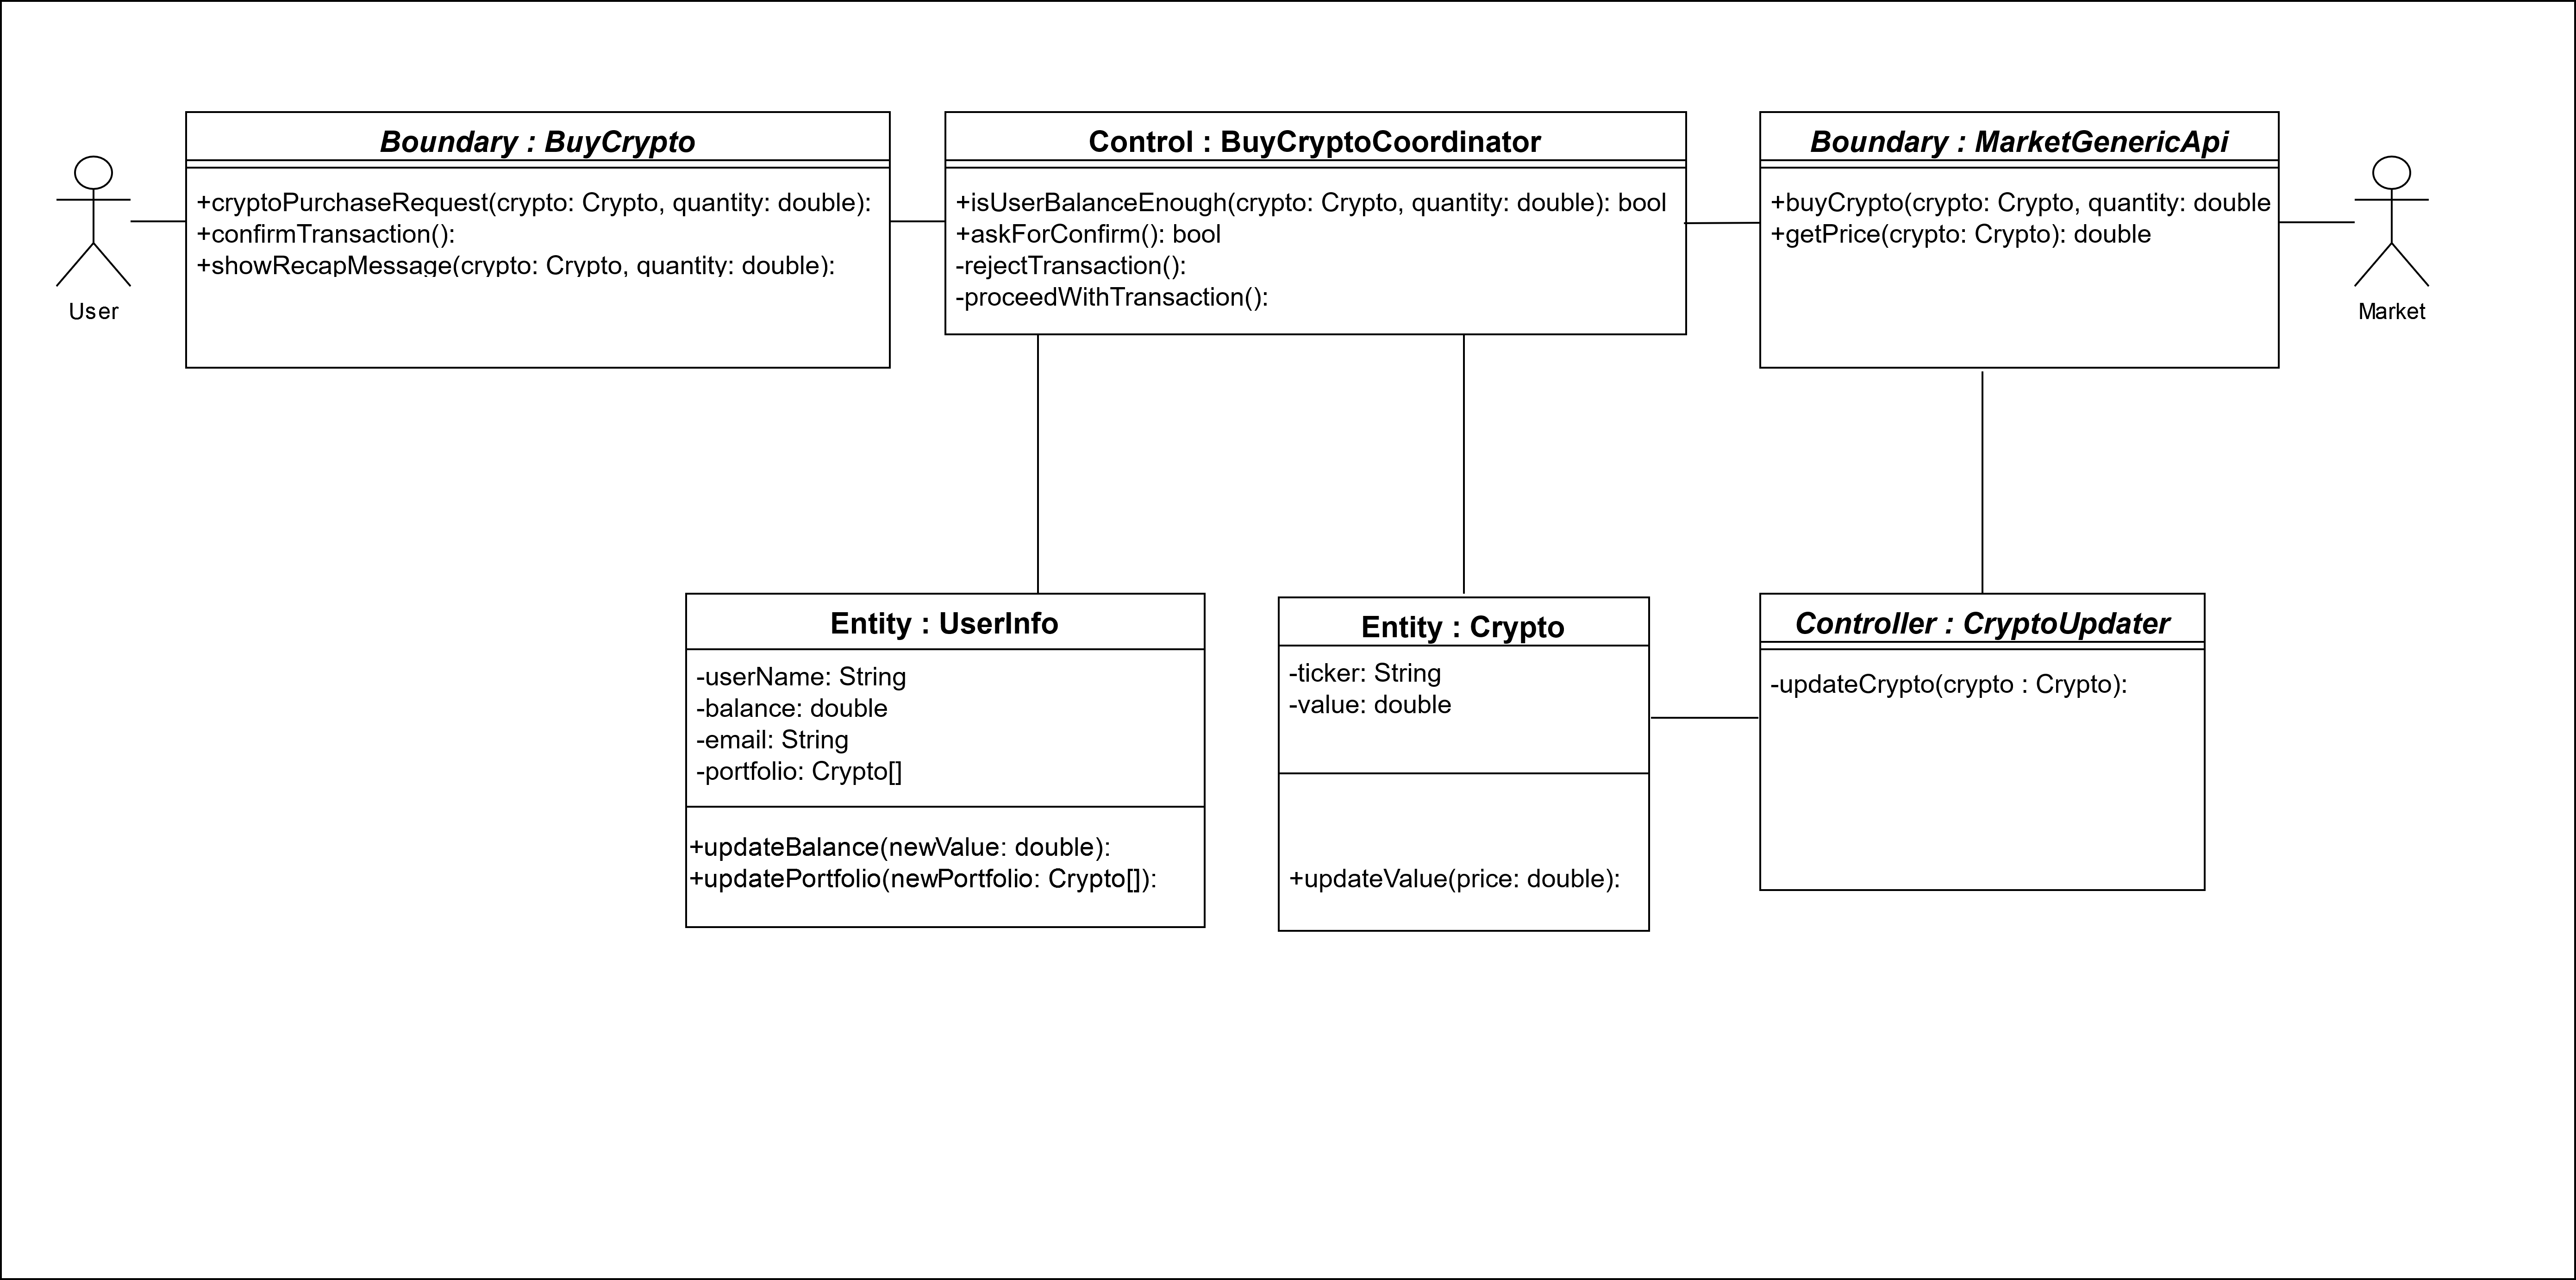 User
Boundary : BuyCrypto
+cryptoPurchaseRequest(crypto: Crypto, quantity: double):
+confirmTransaction():
+showRecapMessage(crypto: Crypto, quantity: double):
Control : BuyCryptoCoordinator
+isUserBalanceEnough(crypto: Crypto, quantity: double): bool
+askForConfirm(): bool
-rejectTransaction():
-proceedWithTransaction():
Boundary : MarketGenericApi
+buyCrypto(crypto: Crypto, quantity: double
+getPrice(crypto: Crypto): double
Market
Entity : UserInfo
-userName: String
-balance: double
-email: String
-portfolio: Crypto[]
+updateBalance(newValue: double):
+updatePortfolio(newPortfolio: Crypto[]):
Entity : Crypto
-ticker: String
-value: double
+updateValue(price: double):
Controller : CryptoUpdater
-updateCrypto(crypto : Crypto):